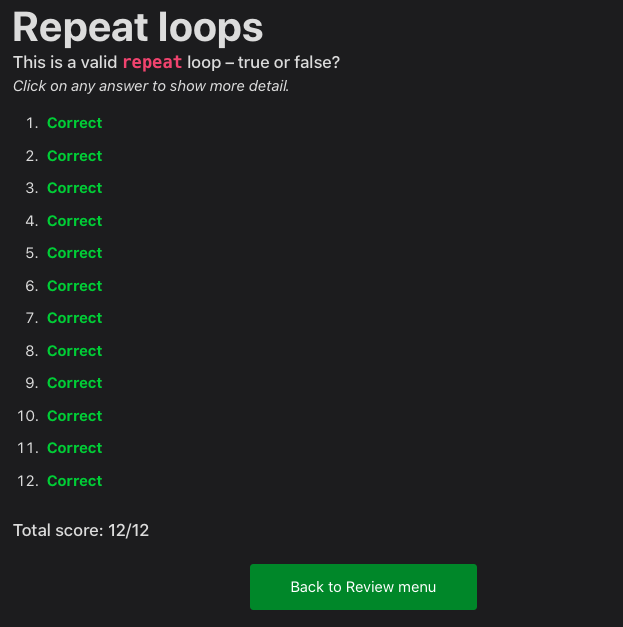 Repeat loops
This is a valid repeat loop – true or false?
Click on any answer to show more detail.
1. Correct
2. Correct
3. Correct
4. Correct
5. Correct
6. Correct
7. Correct
8. Correct
9. Correct
10. Correct
11. Correct
12. Correct
Total score: 12/12
Back to Review menu